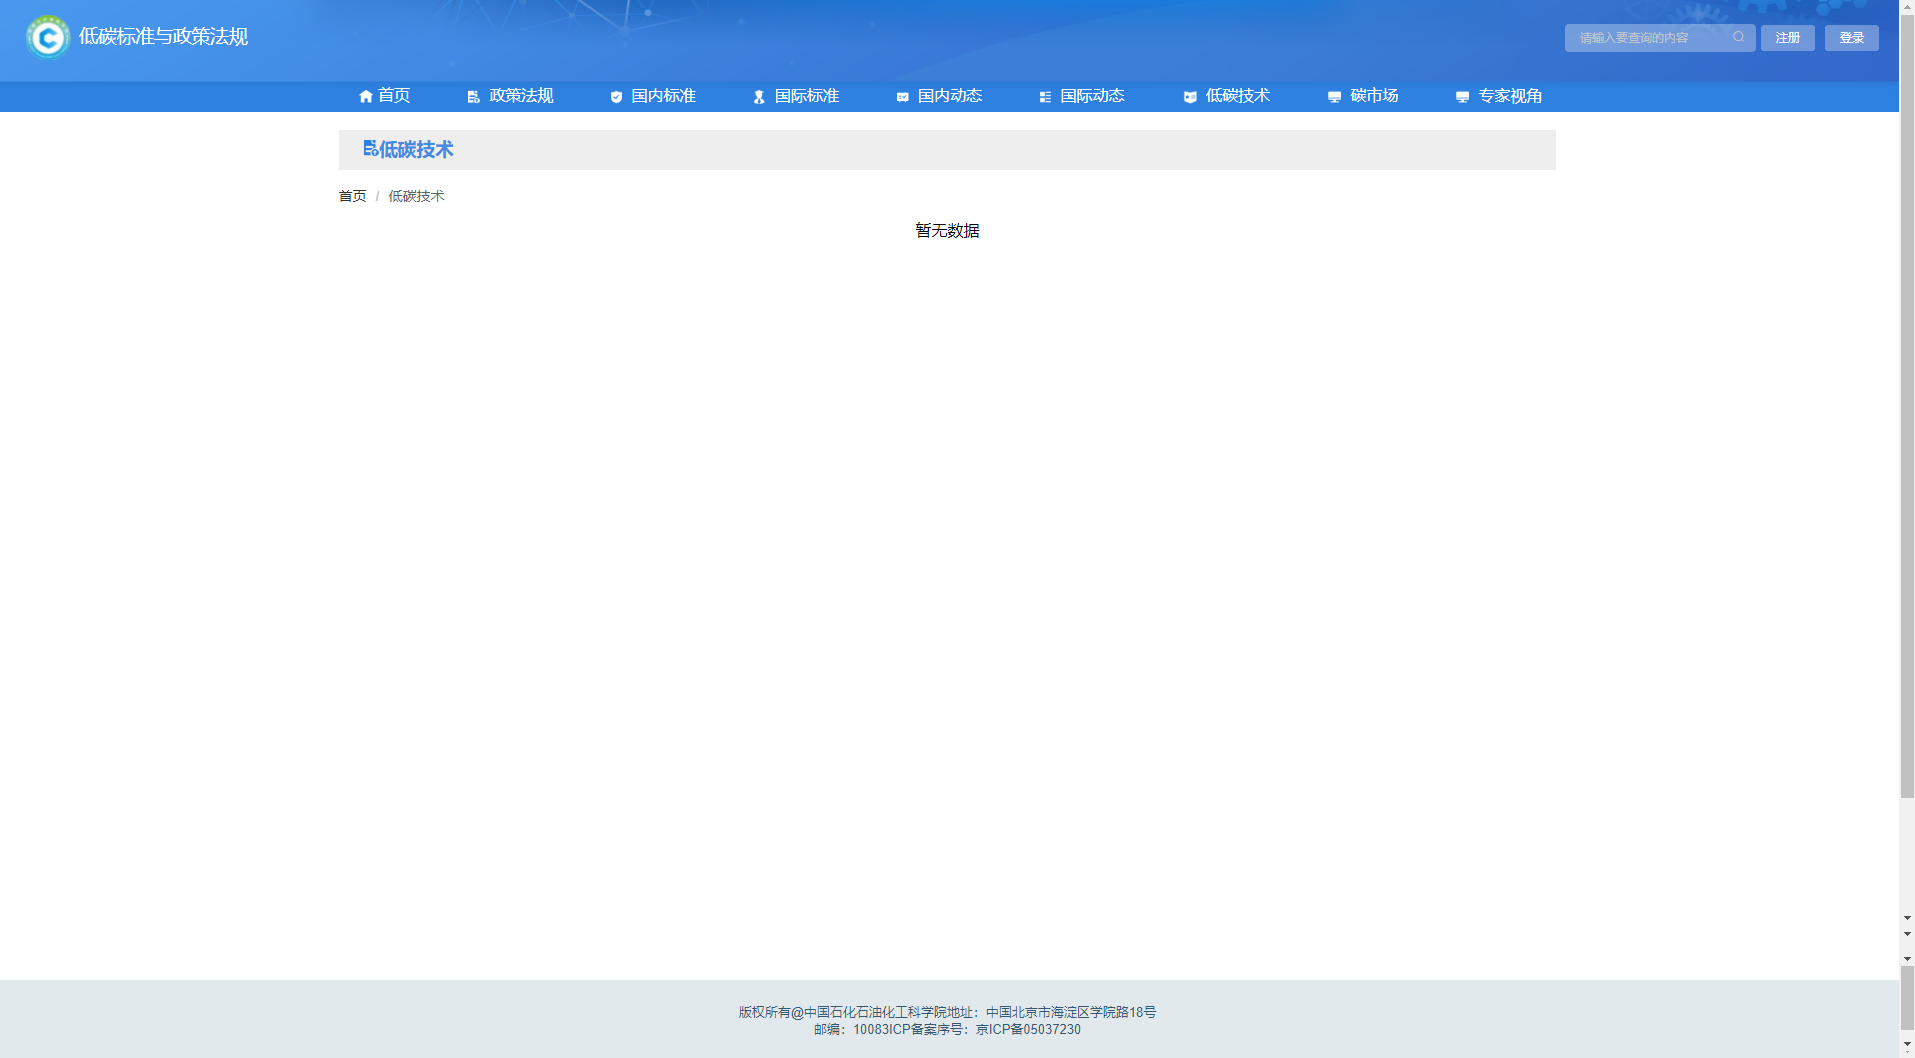 低碳标准与政策法规
请输入要查询的内容
注册
登录
首页 政策法规 国内标准 国际标准 国内动态 国际动态 低碳技术 碳市场 专家视角
低碳技术
首页 / 低碳技术
暂无数据
版权所有@中国石化石油化工科学院地址：中国北京市海淀区学院路18号
邮编：10083ICP备案序号：京ICP备05037230